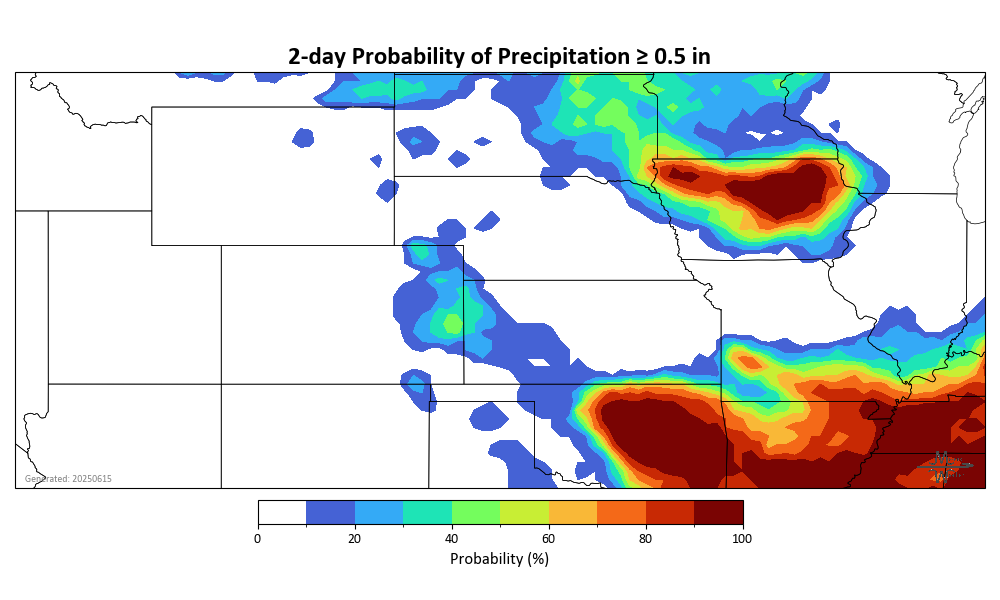 2-day Probability of Precipitation ≥ 0.5 in
Generated: 20250615
0 20 40 60 80 100
Probability (%)